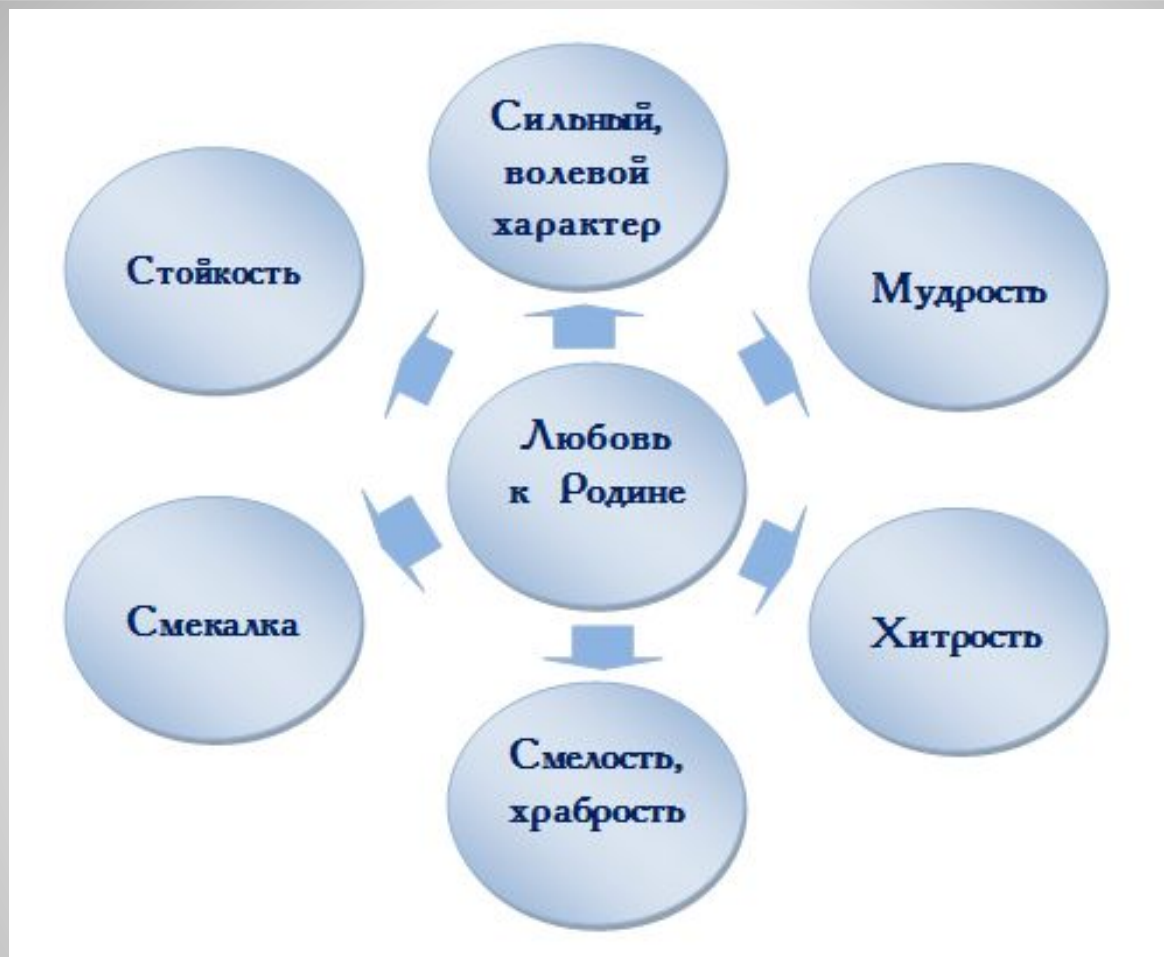 Сильный,
волевой
характер
Стойкость
Мудрость
Любовь
к Родине
Смекалка
Хитрость
Смелость,
храбрость